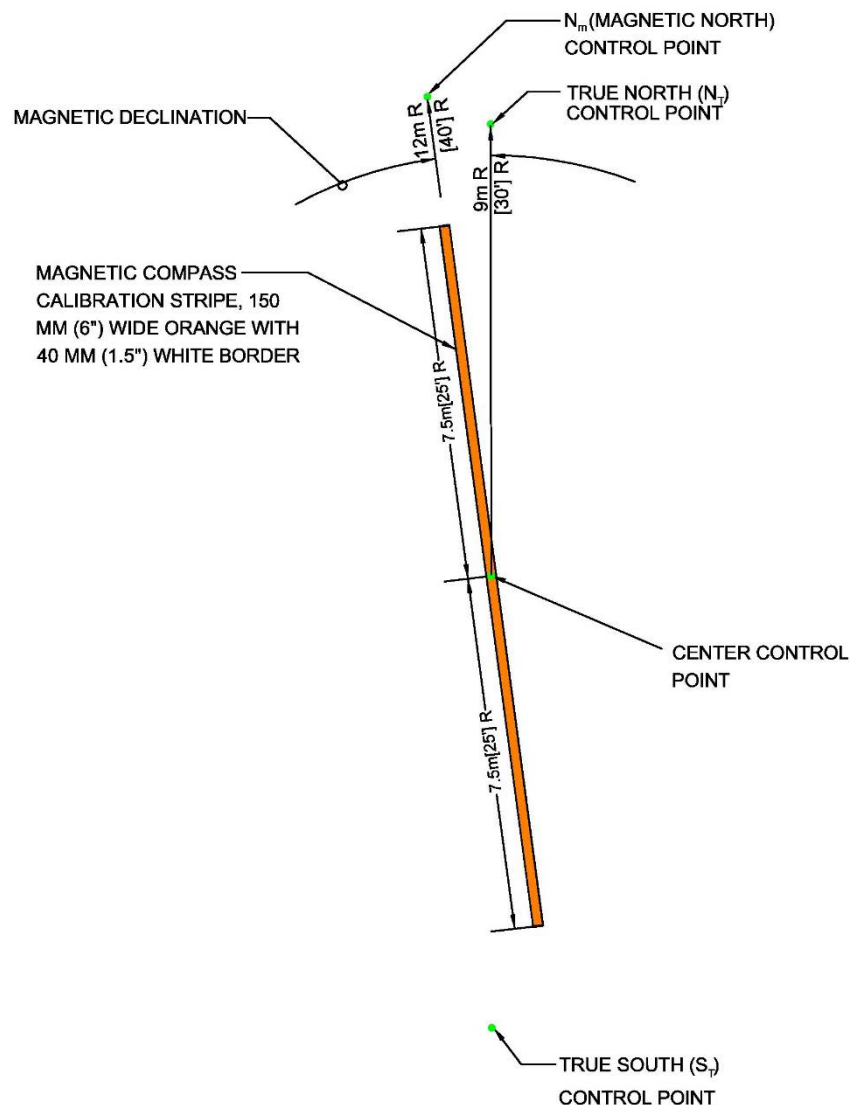 Nm (MAGNETIC NORTH)
CONTROL POINT
TRUE NORTH (NT)
CONTROL POINT
MAGNETIC DECLINATION
12m R
[40'] R
9m R
[30'] R
MAGNETIC COMPASS
CALIBRATION STRIPE, 150
MM (6") WIDE ORANGE WITH
40 MM (1.5") WHITE BORDER
7.5m[25'] R
CENTER CONTROL
POINT
7.5m[25'] R
TRUE SOUTH (ST)
CONTROL POINT